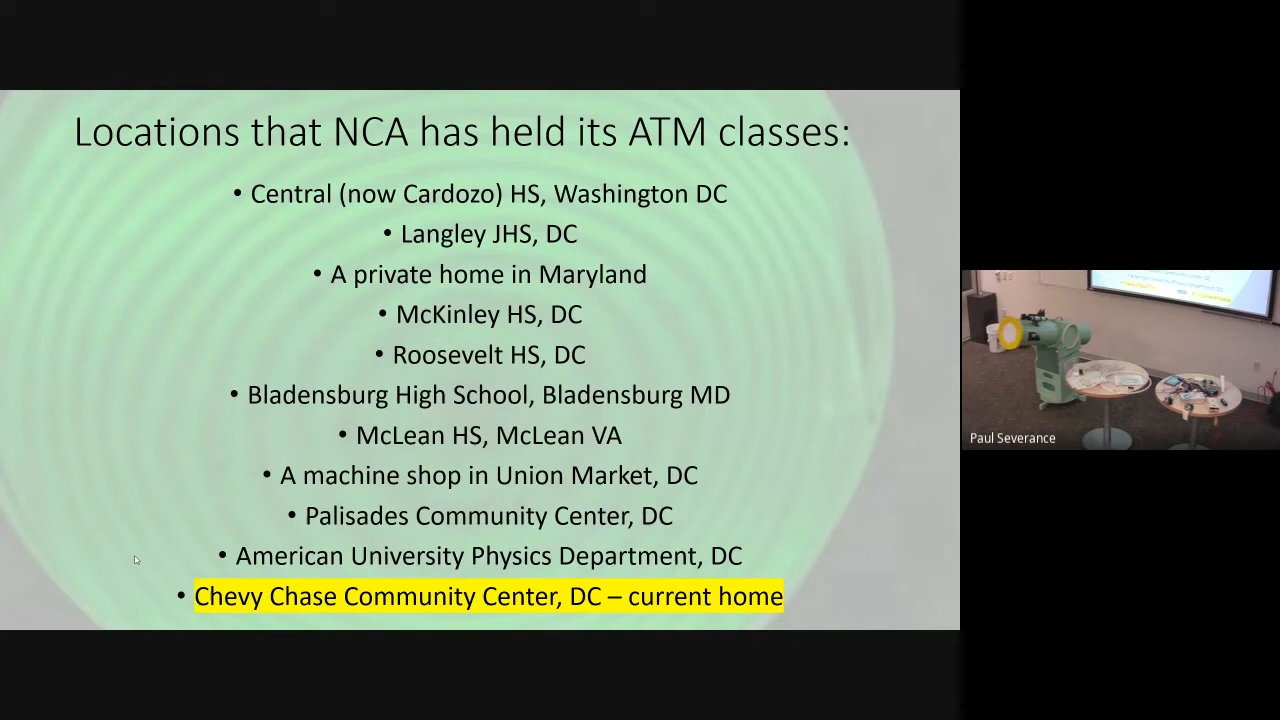 Locations that NCA has held its ATM classes:
• Central (now Cardozo) HS, Washington DC
• Langley JHS, DC
• A private home in Maryland
• McKinley HS, DC
• Roosevelt HS, DC
• Bladensburg High School, Bladensburg MD
• McLean HS, McLean VA
• A machine shop in Union Market, DC
• Palisades Community Center, DC
• American University Physics Department, DC
• Chevy Chase Community Center, DC – current home
Paul Severance